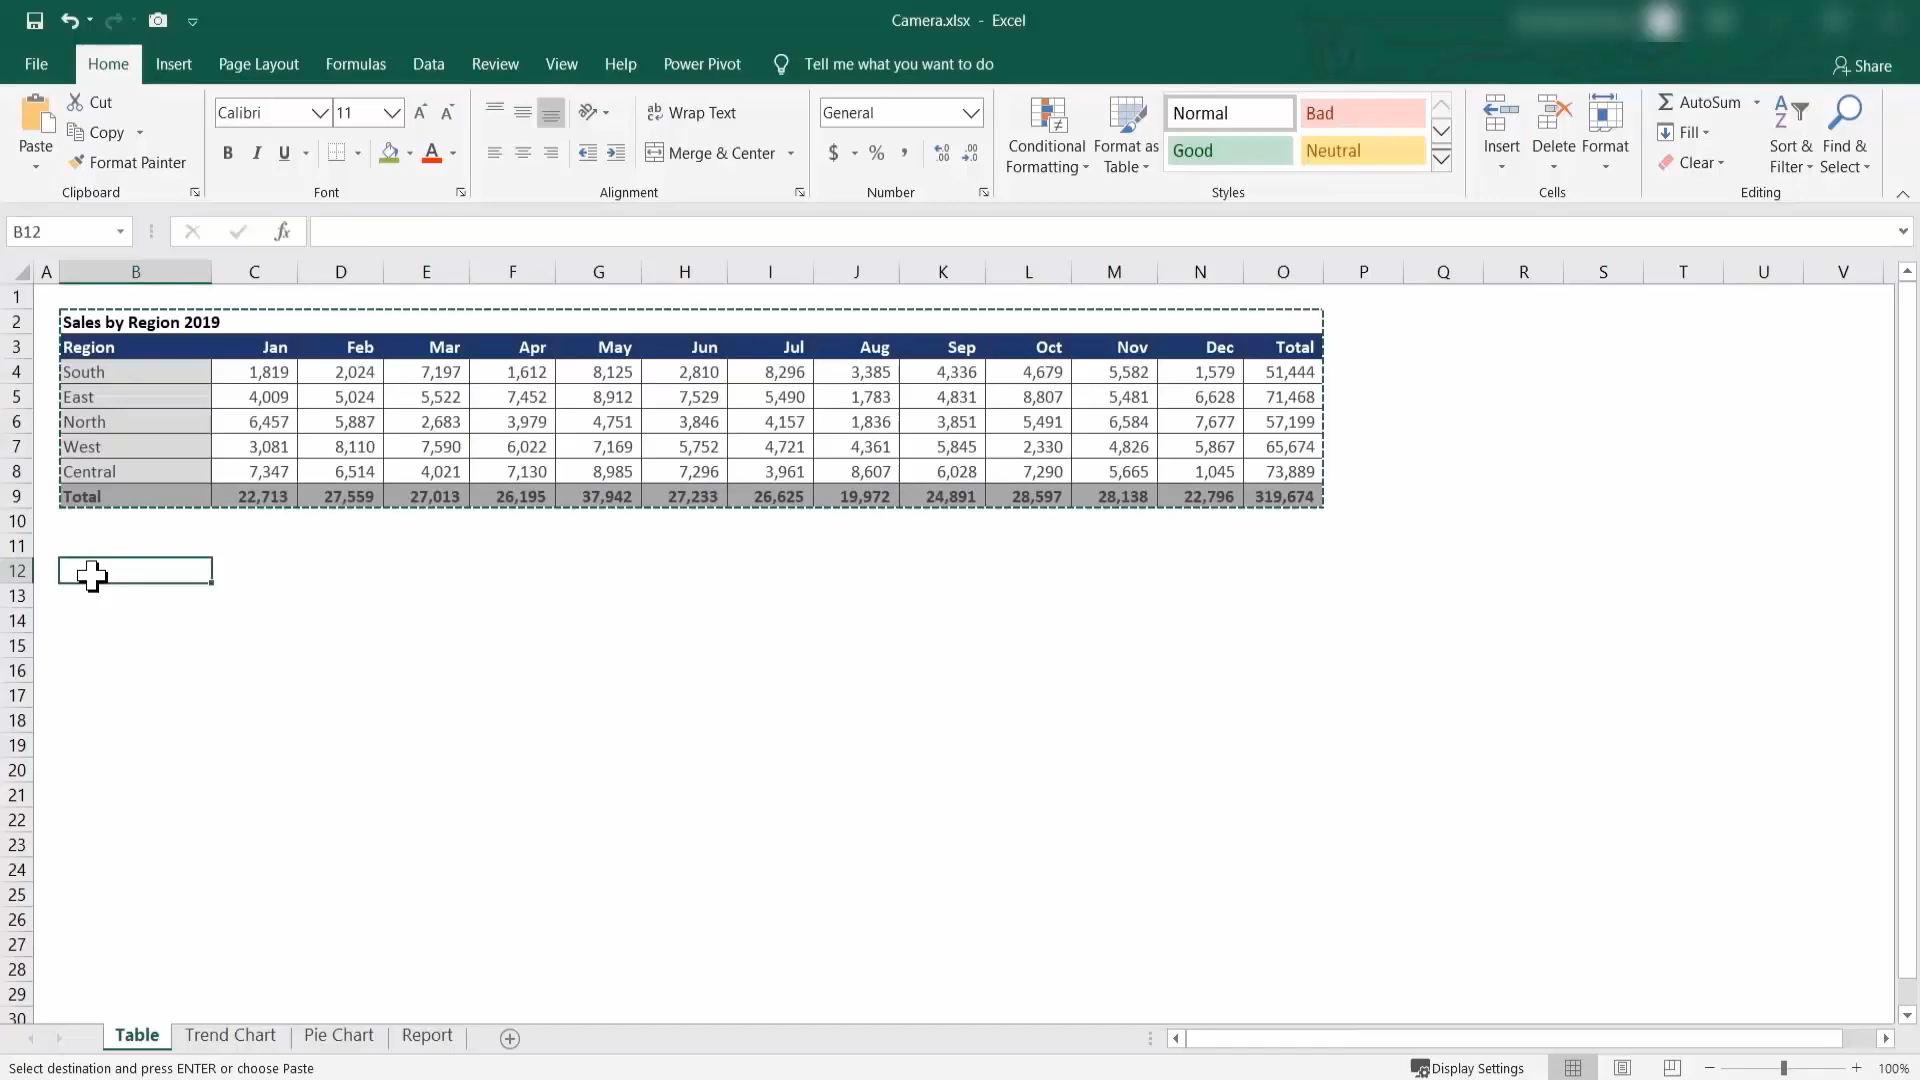 Camera.xlsx - Excel
File Home Insert Page Layout Formulas Data Review View Help Power Pivot Tell me what you want to do Share
Paste Cut Copy Format Painter
Clipboard
Calibri 11
B I U A
Font
ab Wrap Text
Merge & Center
Alignment
General
$ % , .00 .00
Number
Conditional Formatting Format as Table
Normal Bad
Good Neutral
Styles
Insert Delete Format
Cells
AutoSum Fill Clear
Sort & Filter Find & Select
Editing
B12 fx
A B C D E F G H I J K L M N O P Q R S T U V
1
2 Sales by Region 2019
3 Region Jan Feb Mar Apr May Jun Jul Aug Sep Oct Nov Dec Total
4 South 1,819 2,024 7,197 1,612 8,125 2,810 8,296 3,385 4,336 4,679 5,582 1,579 51,444
5 East 4,009 5,024 5,522 7,452 8,912 7,529 5,490 1,783 4,831 8,807 5,481 6,628 71,468
6 North 6,457 5,887 2,683 3,979 4,751 3,846 4,157 1,836 3,851 5,491 6,584 7,677 57,199
7 West 3,081 8,110 7,590 6,022 7,169 5,752 4,721 4,361 5,845 2,330 4,826 5,867 65,674
8 Central 7,347 6,514 4,021 7,130 8,985 7,296 3,961 8,607 6,028 7,290 5,665 1,045 73,889
9 Total 22,713 27,559 27,013 26,195 37,942 27,233 26,625 19,972 24,891 28,597 28,138 22,796 319,674
10
11
12
13
14
15
16
17
18
19
20
21
22
23
24
25
26
27
28
29
30
Table Trend Chart Pie Chart Report
Select destination and press ENTER or choose Paste Display Settings 100%